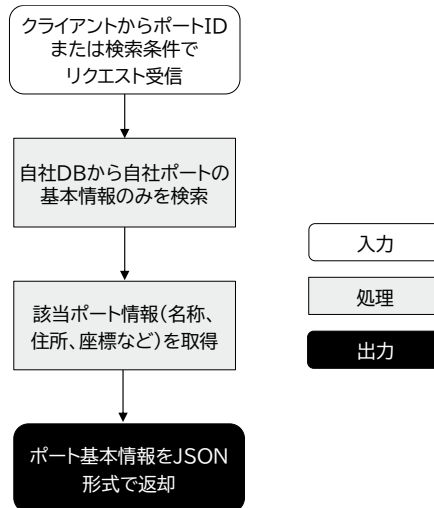 クライアントからポートID
または検索条件で
リクエスト受信
自社DBから自社ポートの
基本情報のみを検索
該当ポート情報(名称、
住所、座標など)を取得
ポート基本情報をJSON
形式で返却
入力
処理
出力